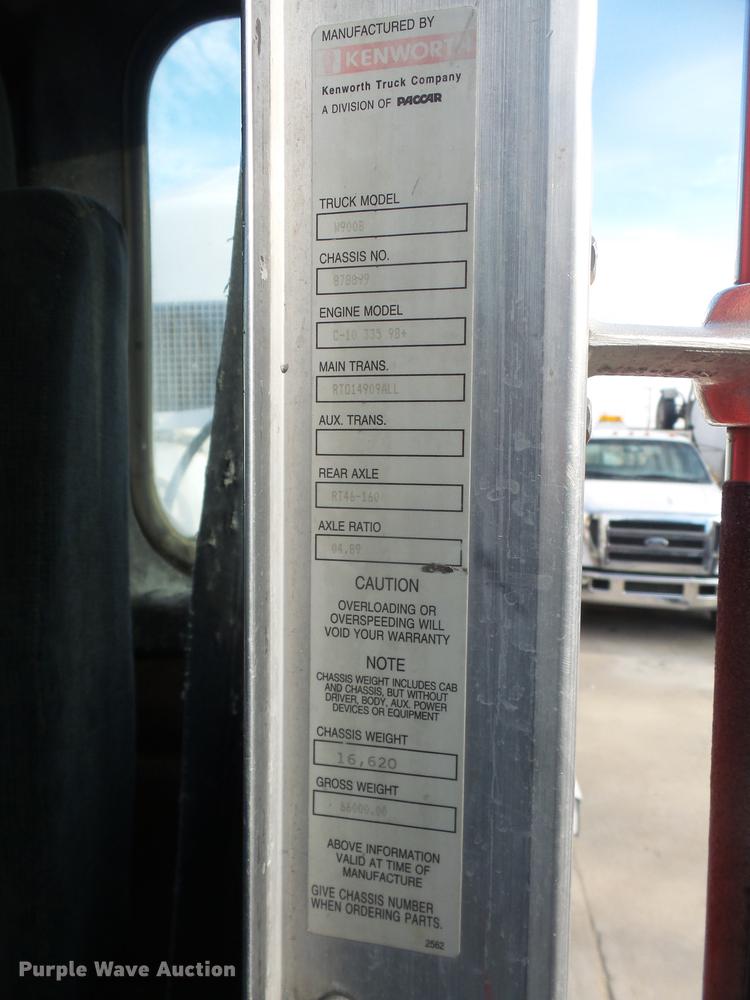 MANUFACTURED BY
KENWORTH
Kenworth Truck Company
A DIVISION OF PACCAR
TRUCK MODEL
W900B
CHASSIS NO.
ENGINE MODEL
C-10 335 98+
MAIN TRANS.
RTO14909ALL
AUX. TRANS.
REAR AXLE
RT46-160
AXLE RATIO
04.89
CAUTION
OVERLOADING OR
OVERSPEEDING WILL
VOID YOUR WARRANTY
NOTE
CHASSIS WEIGHT INCLUDES CAB
AND CHASSIS, BUT WITHOUT
DRIVER, BODY, AUX. POWER
DEVICES OR EQUIPMENT
CHASSIS WEIGHT
16,620
GROSS WEIGHT
ABOVE INFORMATION
VALID AT TIME OF
MANUFACTURE
GIVE CHASSIS NUMBER
WHEN ORDERING PARTS.
2562
Purple Wave Auction